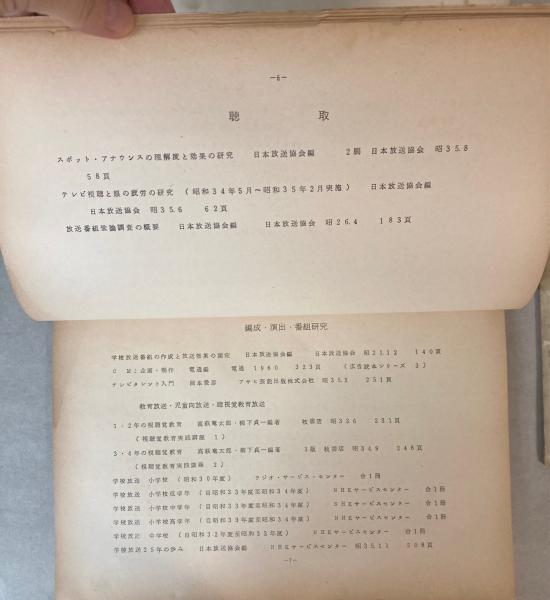 —6—
聴 取
スポット・アナウンスの理解度と効果の研究 日本放送協会編 2刷 日本放送協会 昭35.8
58頁
テレビ視聴と眼の疲労の研究 (昭和34年5月〜昭和35年2月実施) 日本放送協会編
日本放送協会 昭35.6 62頁
放送番組世論調査の概要 日本放送協会編 日本放送協会 昭26.4 183頁
編成・演出・番組研究
学校放送番組の作成と放送効果の測定 日本放送協会編 日本放送協会 昭21.12 140頁
C M:企画・制作 電通編 電通 1960 323頁 (広告読本シリーズ 3)
テレビタレント入門 岡本愛彦 アサヒ芸能出版株式会社 昭35.2 251頁
教育放送・児童向放送・聴視覚教育放送
1・2年の視聴覚教育 高萩竜太郎・柳下貞一編著 牧書店 昭326 231頁
(視聴覚教育実践講座 1)
3・4年の視聴覚教育 高萩竜太郎・柳下貞一編著 3版 牧書店 昭349 248頁
(視聴覚教育実践講座 2)
学校放送 小学校 (昭和30年度) ラジオ・サービス・センター 合1冊
学校放送 小学校低学年 (自昭和33年度至昭和34年度) NHKサービスセンター 合1冊
学校放送 小学校中学年 (自昭和33年度至昭和34年度) NHKサービスセンター 合1冊
学校放送 小学校高学年 (自昭和33年度至昭和34年度) NHKサービスセンター 合1冊
学校放送 中学校 (自昭和32年度至昭和33年度) NHKサービスセンター 合1冊
学校放送25年の歩み 日本放送協会編 NHKサービスセンター 昭35.11 508頁
—7—